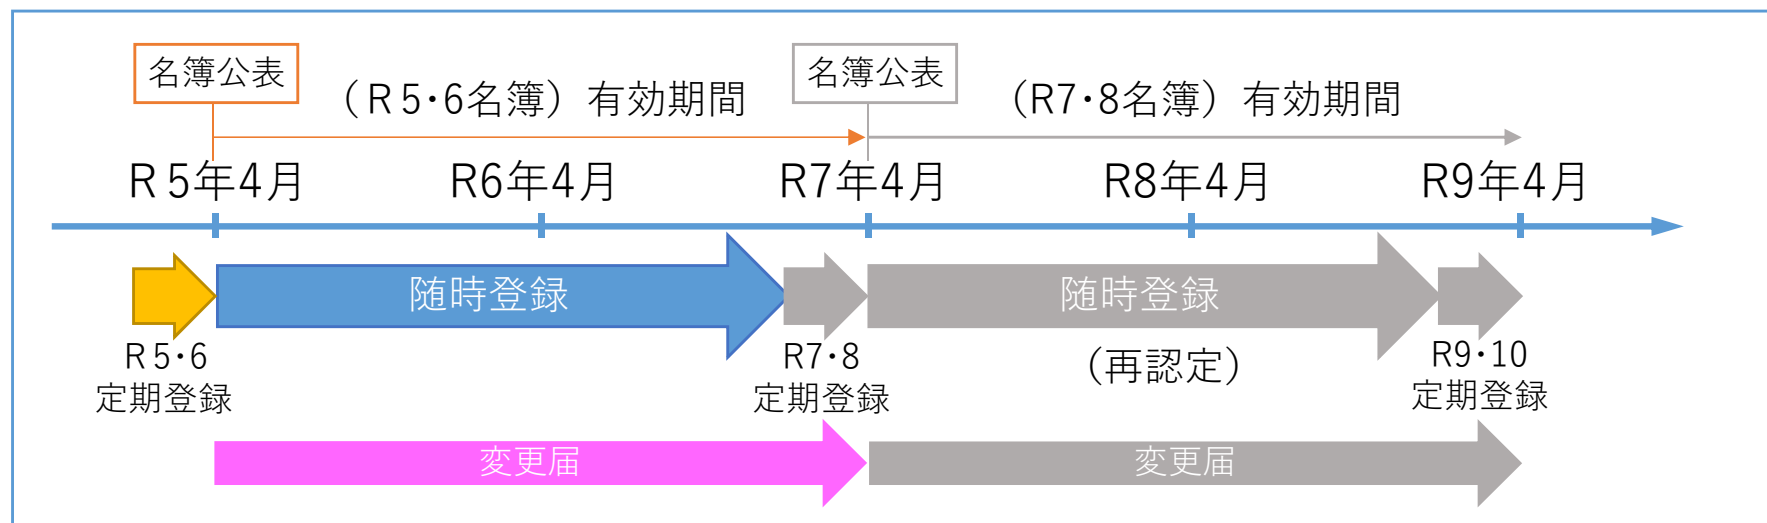 名簿公表
名簿公表
（R５･6名簿）有効期間
（R7･8名簿）有効期間
R５年4月
R6年4月
R7年4月
R8年4月
R9年4月
随時登録
随時登録
R５･6
定期登録
R7･8
定期登録
（再認定）
R9･10
定期登録
変更届
変更届